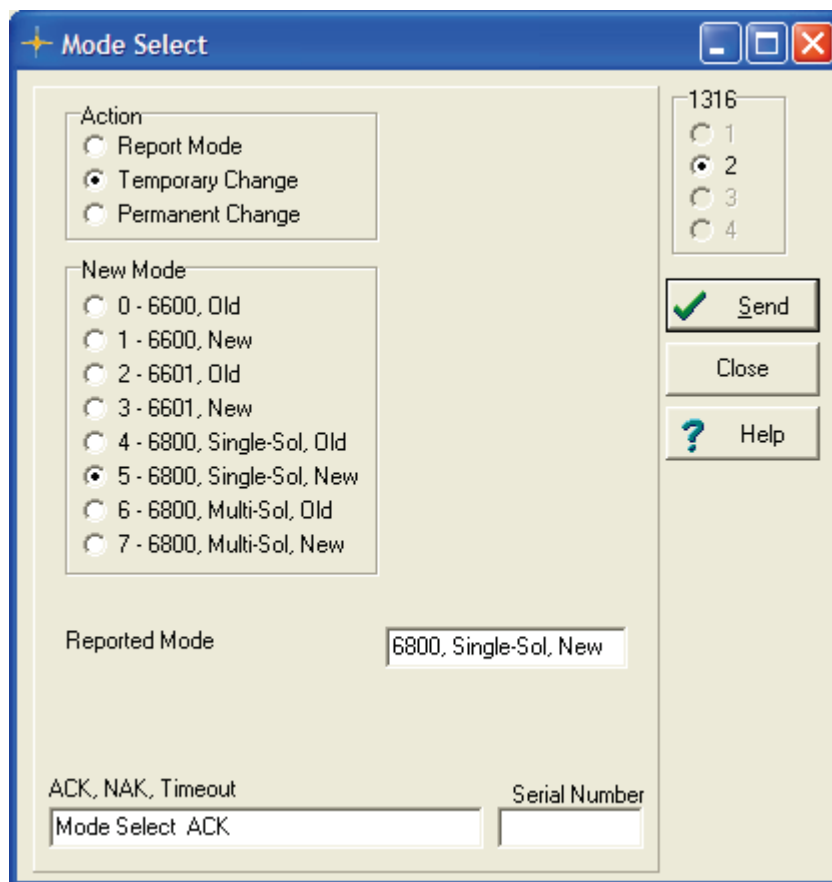 Mode Select
Action
Report Mode
Temporary Change
Permanent Change
New Mode
0 - 6600, Old
1 - 6600, New
2 - 6601, Old
3 - 6601, New
4 - 6800, Single-Sol, Old
5 - 6800, Single-Sol, New
6 - 6800, Multi-Sol, Old
7 - 6800, Multi-Sol, New
Reported Mode
6800, Single-Sol, New
ACK, NAK, Timeout
Mode Select ACK
Serial Number
1316
1
2
3
4
Send
Close
? Help